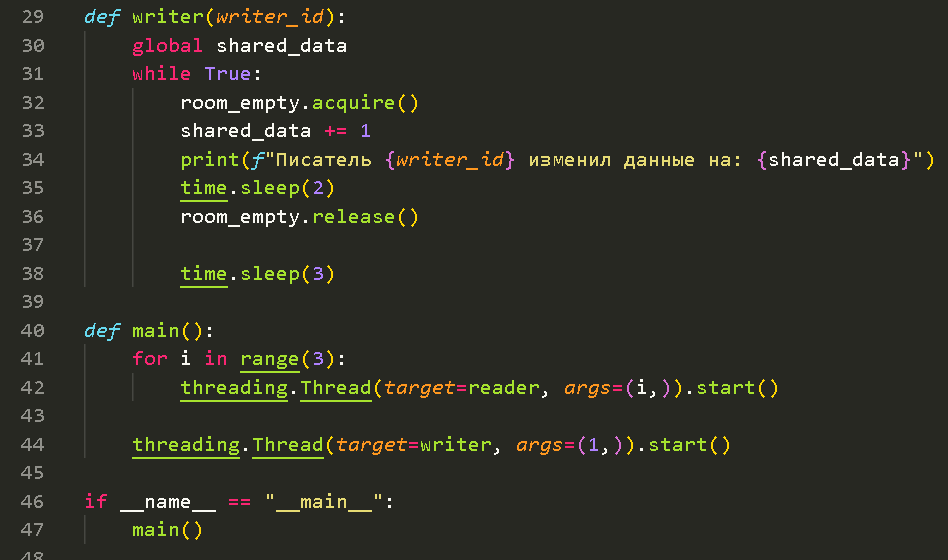 29 def writer(writer_id):
30     global shared_data
31     while True:
32         room_empty.acquire()
33         shared_data += 1
34         print(f"Писатель {writer_id} изменил данные на: {shared_data}")
35         time.sleep(2)
36         room_empty.release()
37
38         time.sleep(3)
39
40 def main():
41     for i in range(3):
42         threading.Thread(target=reader, args=(i,)).start()
43
44     threading.Thread(target=writer, args=(1,)).start()
45
46 if __name__ == "__main__":
47     main()
48